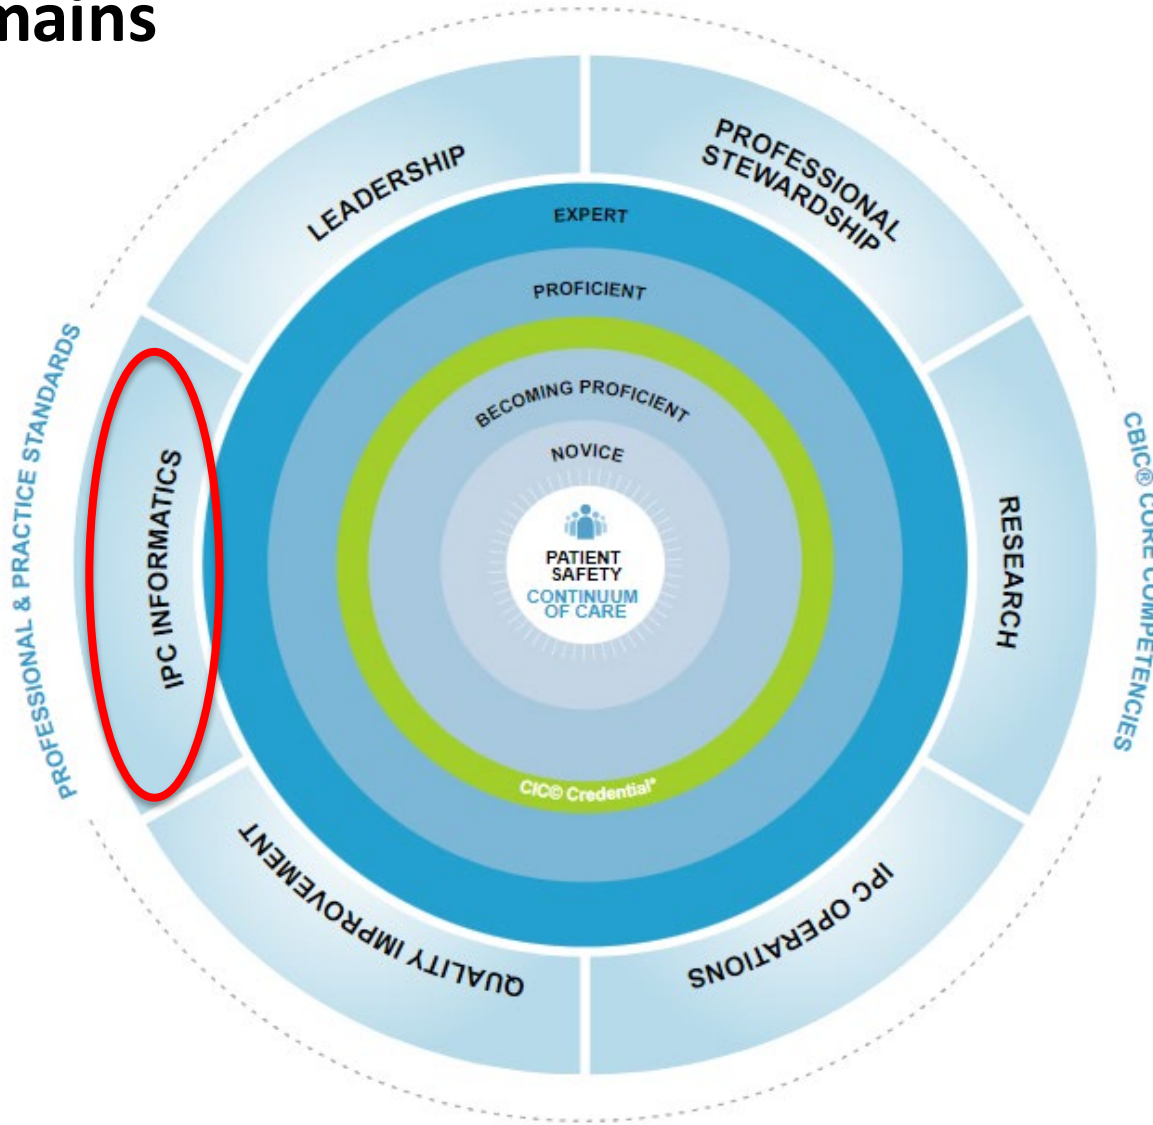 mains
LEADERSHIP
PROFESSIONAL
STEWARDSHIP
EXPERT
PROFICIENT
BECOMING PROFICIENT
NOVICE
PATIENT
SAFETY
CONTINUUM
OF CARE
CIC© Credential*
PROFESSIONAL & PRACTICE STANDARDS
IPC INFORMATICS
RESEARCH
CBIC® CORE COMPETENCIES
QUALITY IMPROVEMENT
IPC OPERATIONS